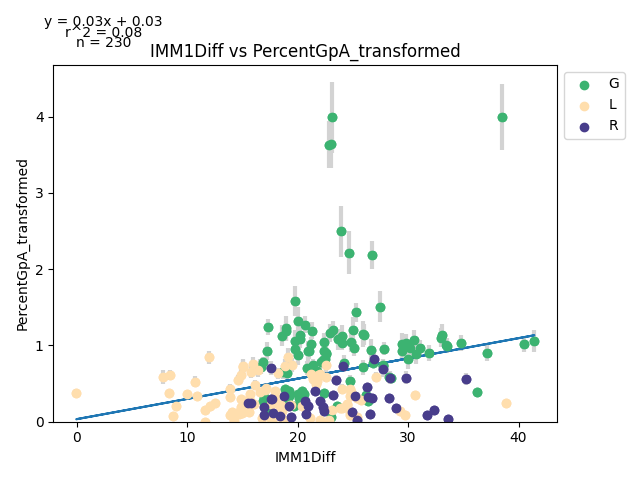 y = 0.03x + 0.03
r^2 = 0.08
n = 230
IMM1Diff vs PercentGpA_transformed
G
L
R
PercentGpA_transformed
4
3
2
1
0
0 10 20 30 40
IMM1Diff